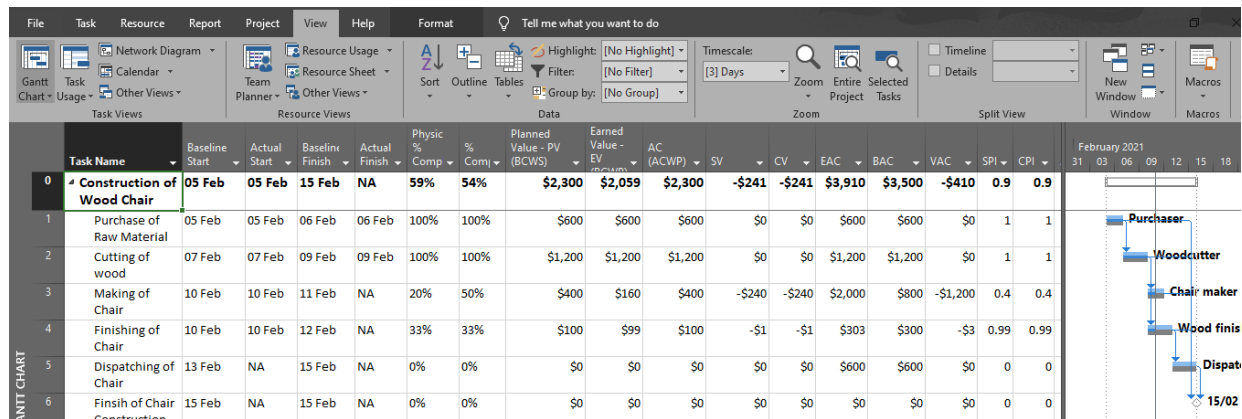 File Task Resource Report Project View Help Format Tell me what you want to do
Network Diagram Resource Usage Highlight: [No Highlight] Timescale: Timeline
Calendar Resource Sheet Filter: [No Filter] [3] Days Details
Gantt Chart Task Usage Other Views Team Planner Other Views Sort Outline Tables Group by: [No Group] Zoom Entire Project Selected Tasks New Window Macros
Task Views Resource Views Data Zoom Split View Window Macros
Task Name Baseline Start Actual Start Baseline Finish Actual Finish Physic % Comp % Comp Planned Value - PV (BCWS) Earned Value - EV (BCWP) AC (ACWP) SV CV EAC BAC VAC SPI CPI February 2021
31 03 06 09 12 15 18
0 Construction of Wood Chair 05 Feb 05 Feb 15 Feb NA 59% 54% $2,300 $2,059 $2,300 -$241 -$241 $3,910 $3,500 -$410 0.9 0.9
1 Purchase of Raw Material 05 Feb 05 Feb 06 Feb 06 Feb 100% 100% $600 $600 $600 $0 $0 $600 $600 $0 1 1 Purchaser
2 Cutting of wood 07 Feb 07 Feb 09 Feb 09 Feb 100% 100% $1,200 $1,200 $1,200 $0 $0 $1,200 $1,200 $0 1 1 Woodcutter
3 Making of Chair 10 Feb 10 Feb 11 Feb NA 20% 50% $400 $160 $400 -$240 -$240 $2,000 $800 -$1,200 0.4 0.4 Chair maker
4 Finishing of Chair 10 Feb 10 Feb 12 Feb NA 33% 33% $100 $99 $100 -$1 -$1 $303 $300 -$3 0.99 0.99 Wood finis
5 Dispatching of Chair 13 Feb NA 15 Feb NA 0% 0% $0 $0 $0 $0 $0 $600 $600 $0 0 0 Dispat
6 Finsih of Chair Construction 15 Feb NA 15 Feb NA 0% 0% $0 $0 $0 $0 $0 $0 $0 $0 0 0 15/02
ANTT CHART